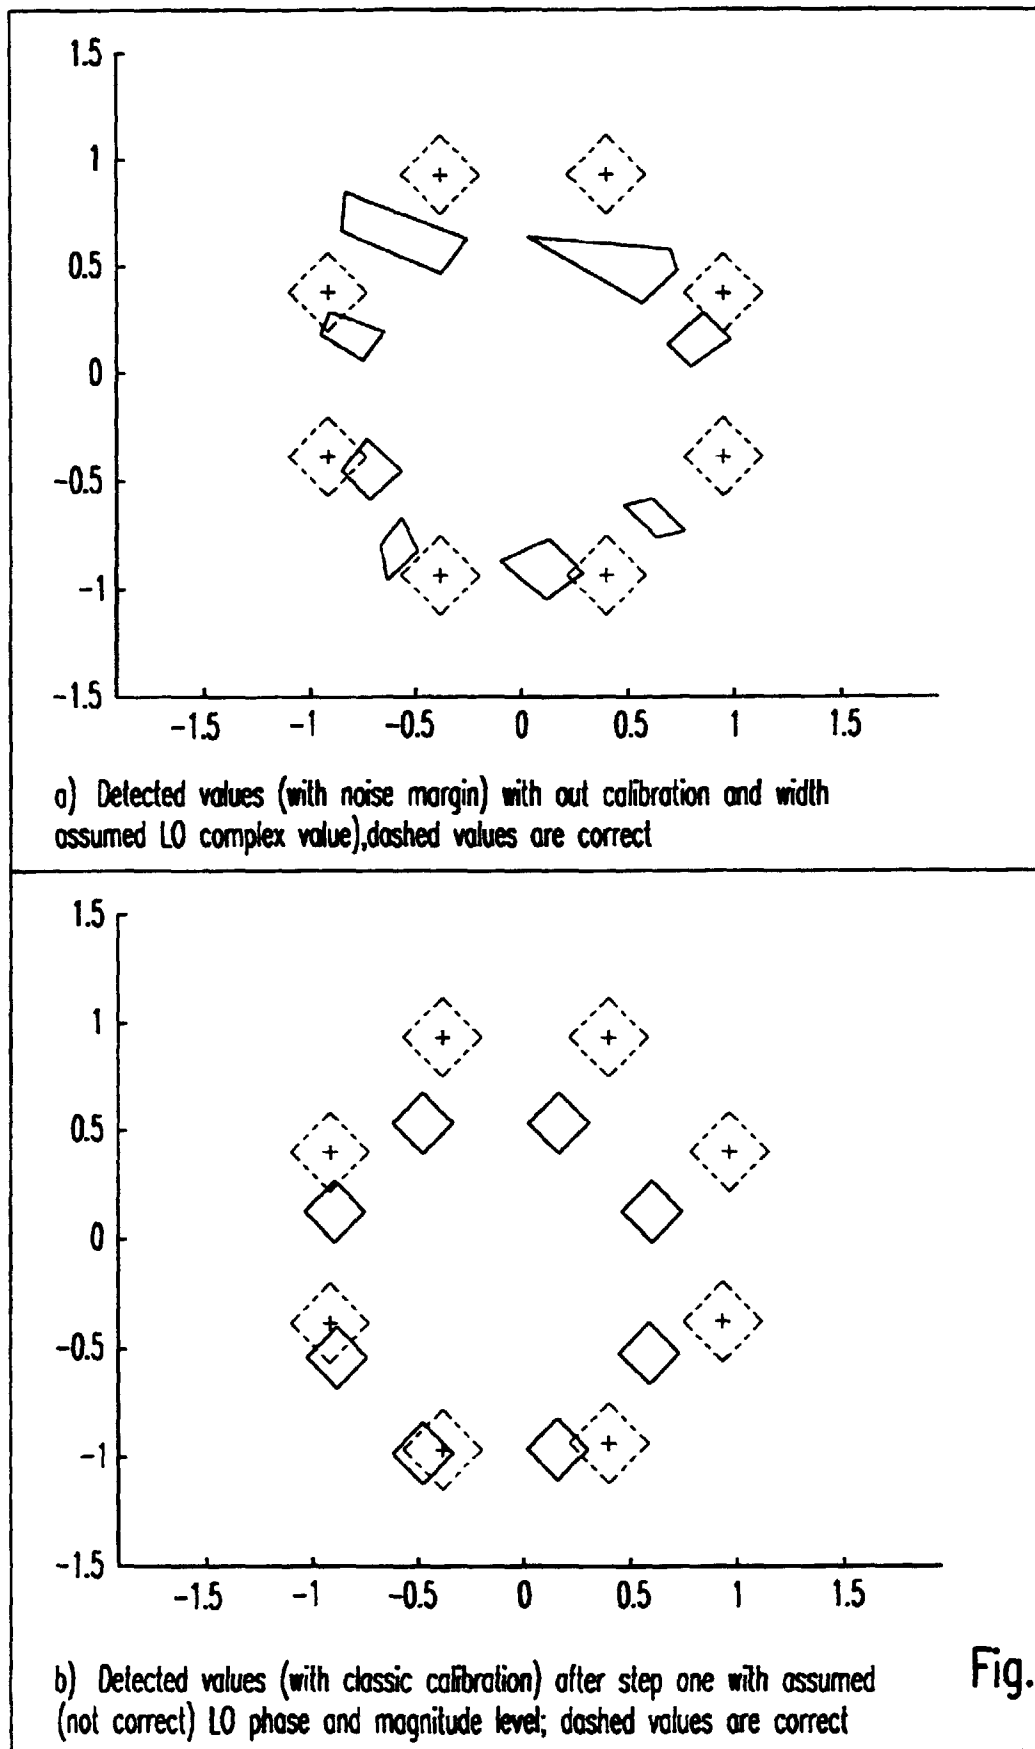 1.5
1
0.5
0
-0.5
-1
-1.5
-1.5 -1 -0.5 0 0.5 1 1.5
a) Detected values (with noise margin) with out calibration and width
assumed LO complex value),dashed values are correct
1.5
1
0.5
0
-0.5
-1
-1.5
-1.5 -1 -0.5 0 0.5 1 1.5
b) Detected values (with classic calibration) after step one with assumed
(not correct) LO phase and magnitude level; dashed values are correct
Fig.